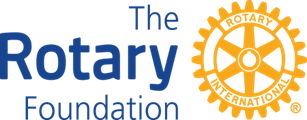 The
Rotary
Foundation
ROTARY
INTERNATIONAL
®